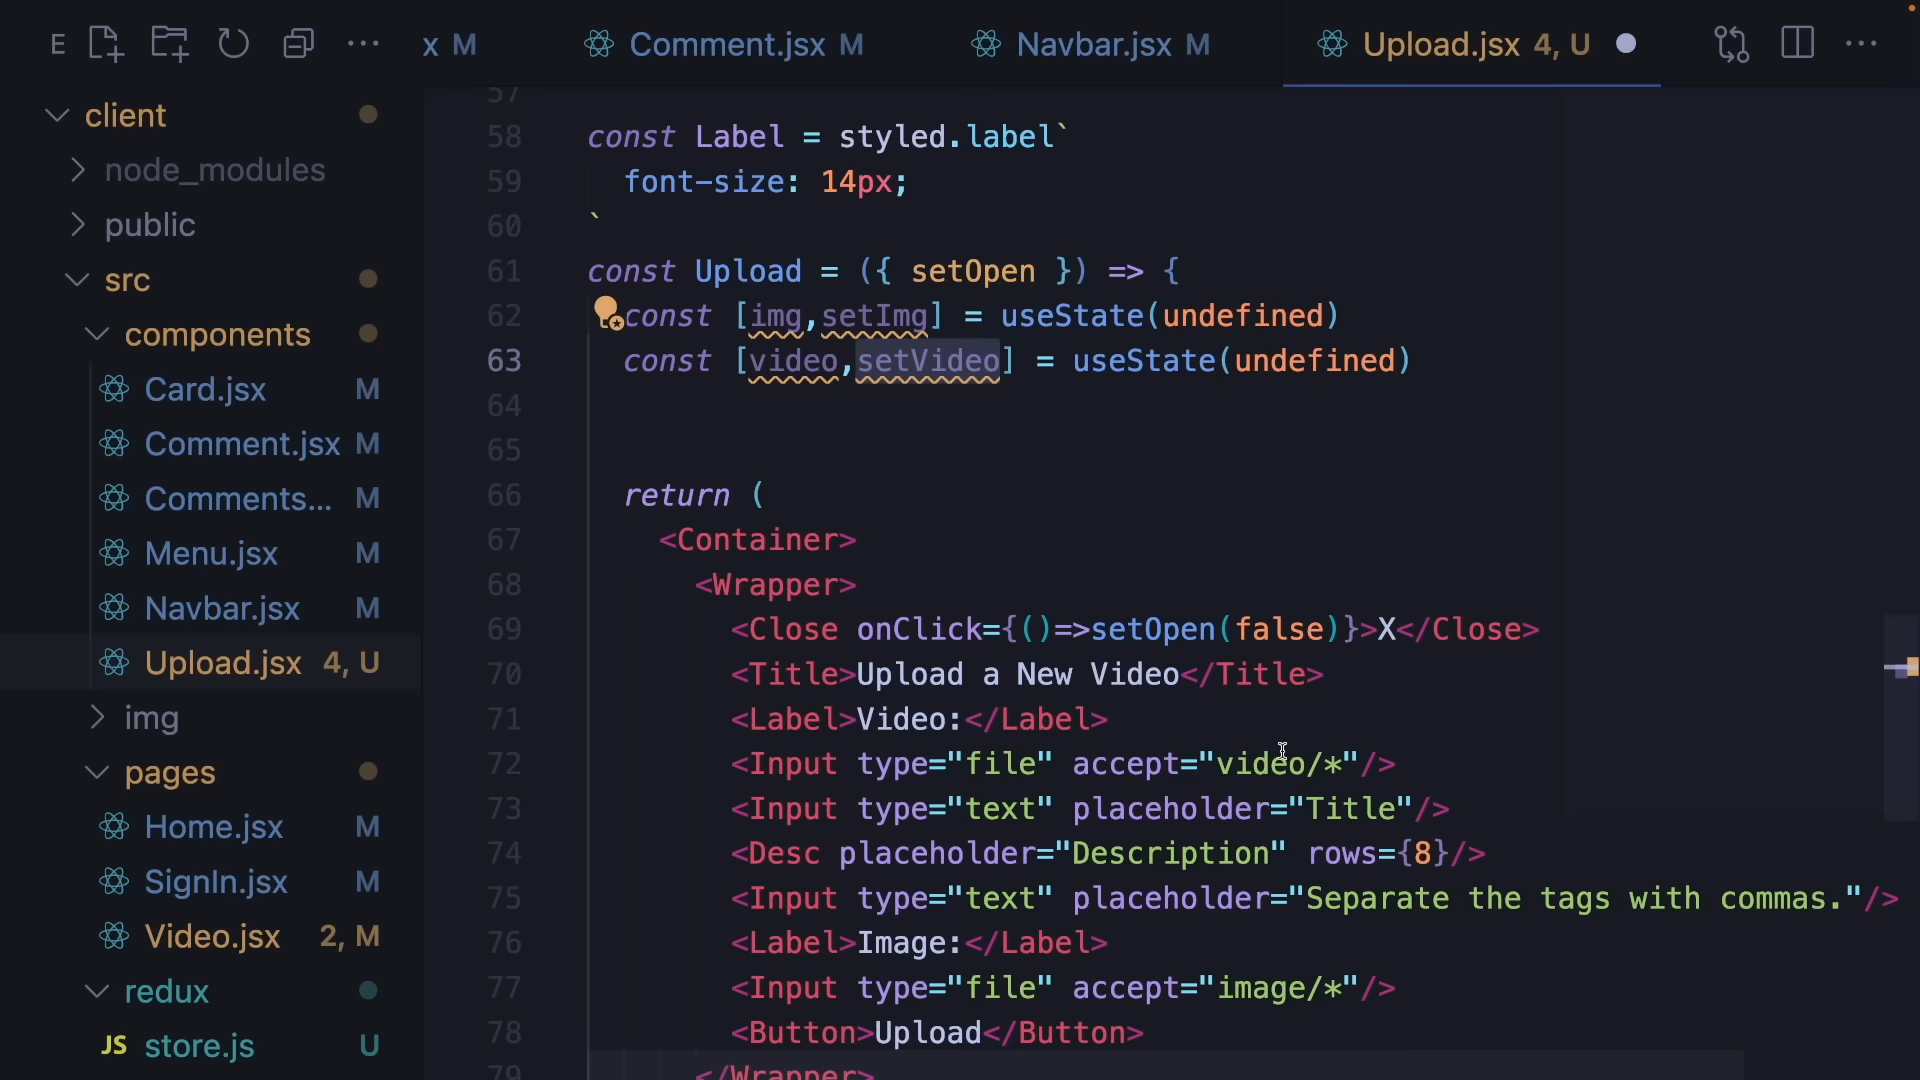 E
x M
Comment.jsx M
Navbar.jsx M
Upload.jsx 4, U
client
node_modules
public
src
components
Card.jsx M
Comment.jsx M
Comments... M
Menu.jsx M
Navbar.jsx M
Upload.jsx 4, U
img
pages
Home.jsx M
SignIn.jsx M
Video.jsx 2, M
redux
JS store.js U
57
58 const Label = styled.label`
59 font-size: 14px;
60 `
61 const Upload = ({ setOpen }) => {
62 const [img,setImg] = useState(undefined)
63 const [video,setVideo] = useState(undefined)
64
65
66 return (
67 <Container>
68 <Wrapper>
69 <Close onClick={()=>setOpen(false)}>X</Close>
70 <Title>Upload a New Video</Title>
71 <Label>Video:</Label>
72 <Input type="file" accept="video/*"/>
73 <Input type="text" placeholder="Title"/>
74 <Desc placeholder="Description" rows={8}/>
75 <Input type="text" placeholder="Separate the tags with commas."/>
76 <Label>Image:</Label>
77 <Input type="file" accept="image/*"/>
78 <Button>Upload</Button>
79 </Wrapper>